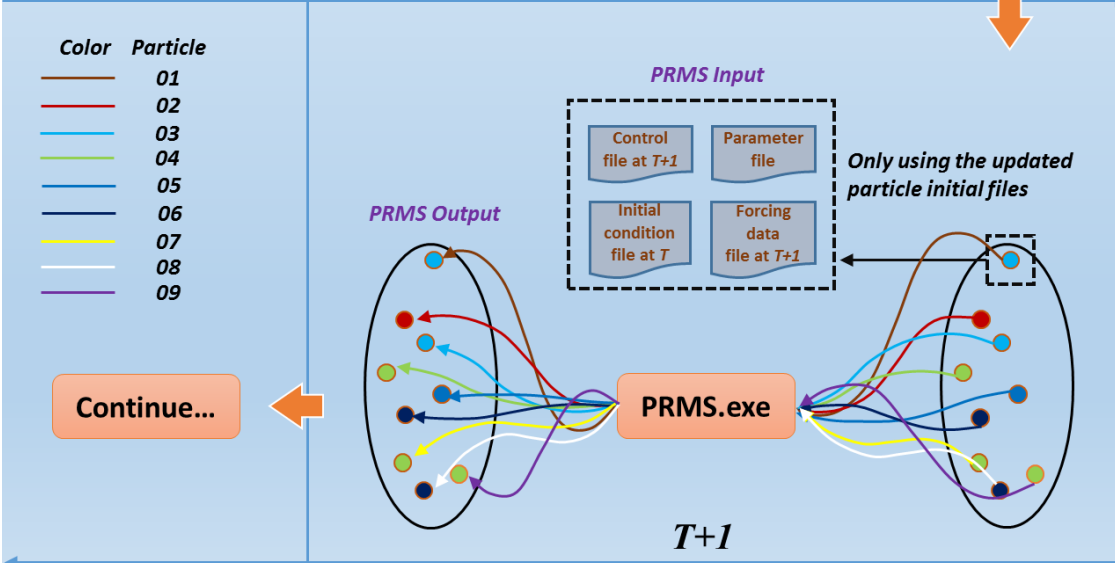 Color Particle
01
02
03
04
05
06
07
08
09
PRMS Input
Control
file at T+1
Parameter
file
Initial
condition
file at T
Forcing
data
file at T+1
Only using the updated
particle initial files
PRMS Output
Continue...
PRMS.exe
T+1